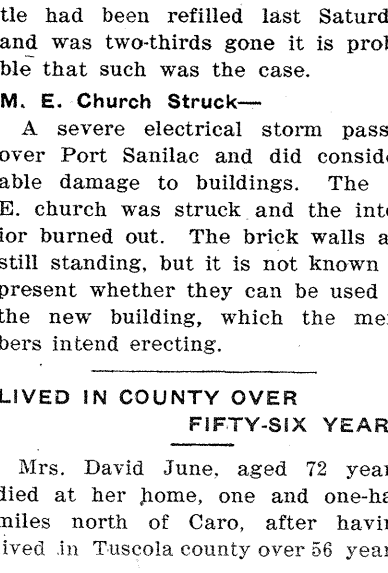 tle had been refilled last Saturd
and was two-thirds gone it is prob
ble that such was the case.
M. E. Church Struck—
A severe electrical storm pass
over Port Sanilac and did conside
able damage to buildings. The
E. church was struck and the inte
ior burned out. The brick walls a
still standing, but it is not known
present whether they can be used
the new building, which the me
bers intend erecting.
LIVED IN COUNTY OVER
FIFTY-SIX YEAR
Mrs. David June, aged 72 year
died at her home, one and one-ha
miles north of Caro, after havin
lived in Tuscola county over 56 year